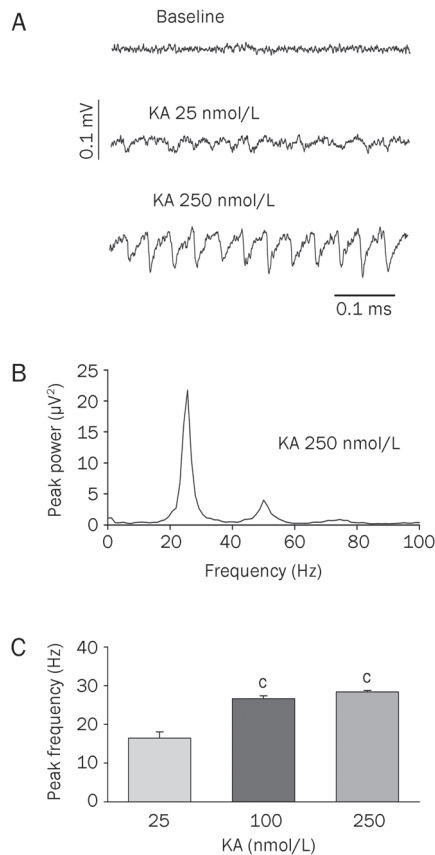 A
Baseline
KA 25 nmol/L
0.1 mV
KA 250 nmol/L
0.1 ms
B
25
20
15
10
5
0
Peak power (μV²)
KA 250 nmol/L
0 20 40 60 80 100
Frequency (Hz)
C
40
30
20
10
0
Peak frequency (Hz)
c c
25 100 250
KA (nmol/L)